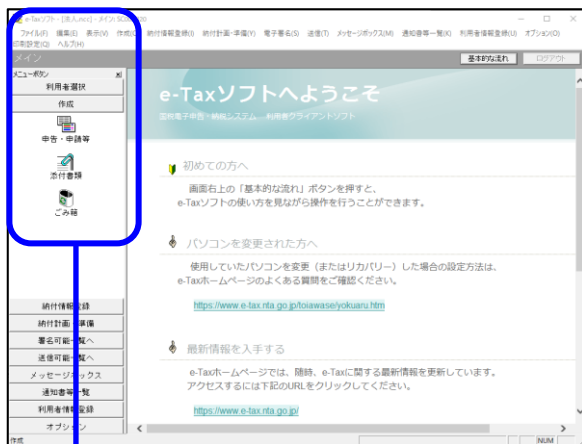 e-Taxソフト - [法人.ncc] - メイン SC00
20
ファイル(F) 編集(E) 表示(V) 作成(C) 納付情報登録(I) 納付計画・準備(Y) 電子署名(S) 送信(T) メッセージボックス(M) 通知書等一覧(K) 利用者情報登録(U) オプション(O)
印刷設定(Q) ヘルプ(H)
メイン
基本的な流れ
ログアウト
メニューボタン
利用者選択
作成
申告・申請等
添付書類
ごみ箱
納付情報登録
納付計画・準備
署名可能一覧へ
送信可能一覧へ
メッセージボックス
通知書等一覧
利用者情報登録
オプション
e-Taxソフトへようこそ
国税電子申告・納税システム 利用者クライアントソフト
初めての方へ
画面右上の「基本的な流れ」ボタンを押すと、
e-Taxソフトの使い方を見ながら操作を行うことができます。
パソコンを変更された方へ
使用していたパソコンを変更(またはリカバリー)した場合の設定方法は、
e-Taxホームページのよくある質問をご確認ください。
https://www.e-tax.nta.go.jp/toiawase/yokuaru.htm
最新情報を入手する
e-Taxホームページでは、随時、e-Taxに関する最新情報を更新しています。
アクセスするには下記のURLをクリックしてください。
https://www.e-tax.nta.go.jp/
作成
NUM